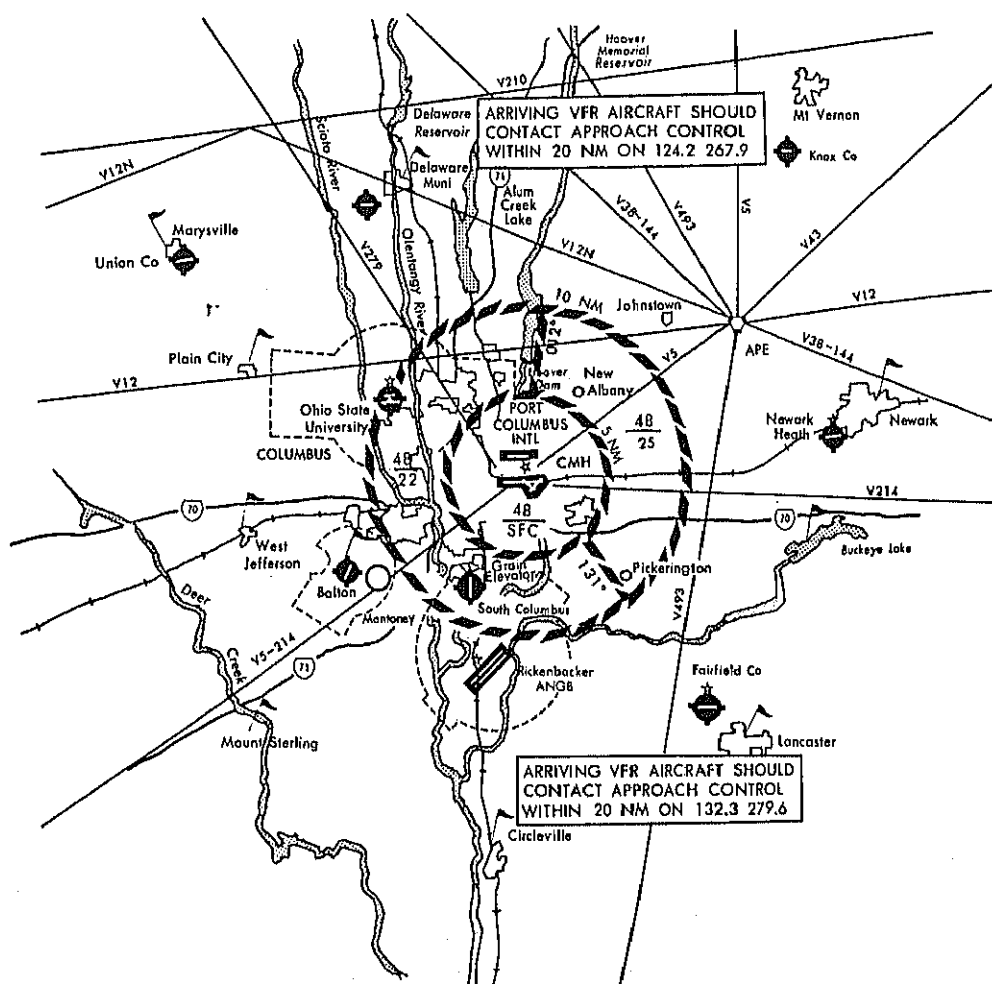 Hoover
Memorial
Reservoir
V210
ARRIVING VFR AIRCRAFT SHOULD
CONTACT APPROACH CONTROL
WITHIN 20 NM ON 124.2 267.9
Mt Vernon
Knox Co
Delaware
Reservoir
Scioto River
V12N
Delaware
Muni
71
Alum
Creek
Lake
V38-144
V493
V5
V43
V12N
Marysville
Union Co
V279
Olentangy River
10 NM
Johnstown
V12
002°
APE
V38-144
Plain City
V12
V5
Dam
New
Albany
Ohio State
University
PORT
COLUMBUS
INTL
48
25
5 NM
Newark
Heath
Newark
COLUMBUS
48
22
CMH
V214
48
SFC
70
70
Buckeye Lake
West
Jefferson
Bolton
Grain
Elevator
131°
Pickerington
Deer
Creek
Mantoney
South Columbus
V493
V5-214
71
Rickenbacker
ANGB
Fairfield Co
Mount Sterling
Lancaster
ARRIVING VFR AIRCRAFT SHOULD
CONTACT APPROACH CONTROL
WITHIN 20 NM ON 132.3 279.6
Circleville